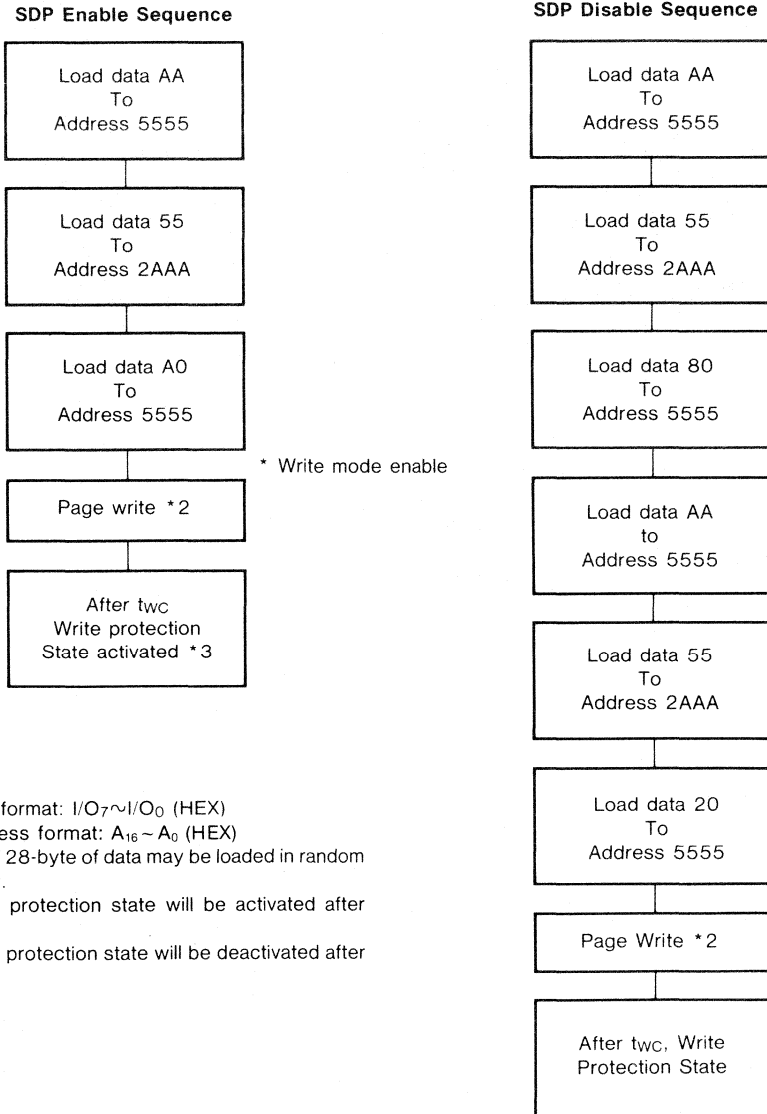 SDP Enable Sequence
Load data AA
To
Address 5555
Load data 55
To
Address 2AAA
Load data A0
To
Address 5555
* Write mode enable
Page write *2
After tWC
Write protection
State activated *3
format: I/O7~I/O0 (HEX)
ess format: A16~A0 (HEX)
28-byte of data may be loaded in random
.
protection state will be activated after
protection state will be deactivated after
SDP Disable Sequence
Load data AA
To
Address 5555
Load data 55
To
Address 2AAA
Load data 80
To
Address 5555
Load data AA
to
Address 5555
Load data 55
To
Address 2AAA
Load data 20
To
Address 5555
Page Write *2
After tWC, Write
Protection State